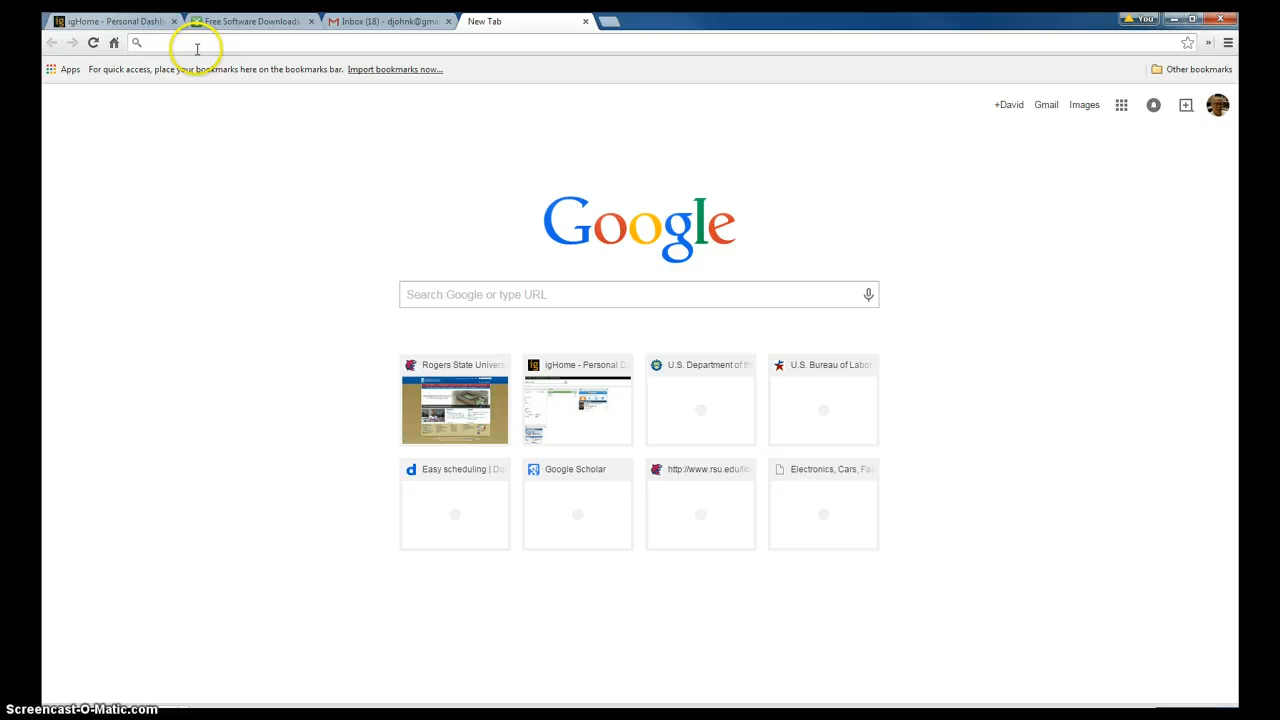 igHome - Personal Dashb
Free Software Downloads
Inbox (18) - djohnk@gma
New Tab
You
Apps
For quick access, place your bookmarks here on the bookmarks bar.
Import bookmarks now...
Other bookmarks
+David
Gmail
Images
Google
Search Google or type URL
Rogers State Univers
igHome - Personal Da
U.S. Department of th
U.S. Bureau of Labor
Easy scheduling | Do
Google Scholar
http://www.rsu.edu/lib
Electronics, Cars, Fas
Screencast-O-Matic.com